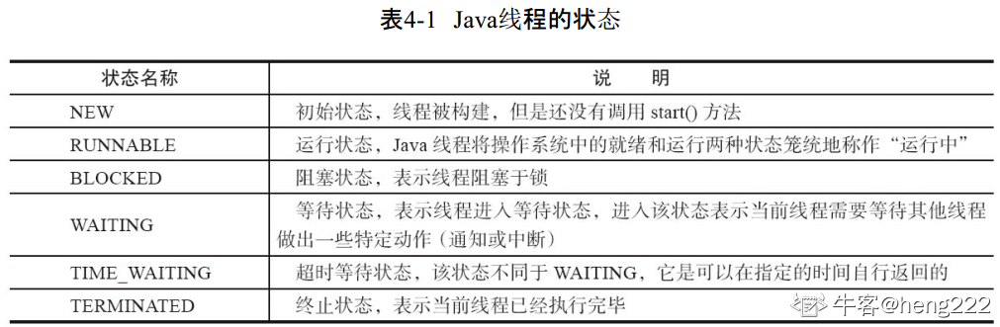 表4-1 Java线程的状态
状态名称 说 明
NEW 初始状态，线程被构建，但是还没有调用 start() 方法
RUNNABLE 运行状态，Java 线程将操作系统中的就绪和运行两种状态笼统地称作“运行中”
BLOCKED 阻塞状态，表示线程阻塞于锁
WAITING 等待状态，表示线程进入等待状态，进入该状态表示当前线程需要等待其他线程
做出一些特定动作（通知或中断）
TIME_WAITING 超时等待状态，该状态不同于 WAITING，它是可以在指定的时间自行返回的
TERMINATED 终止状态，表示当前线程已经执行完毕
牛客@heng222